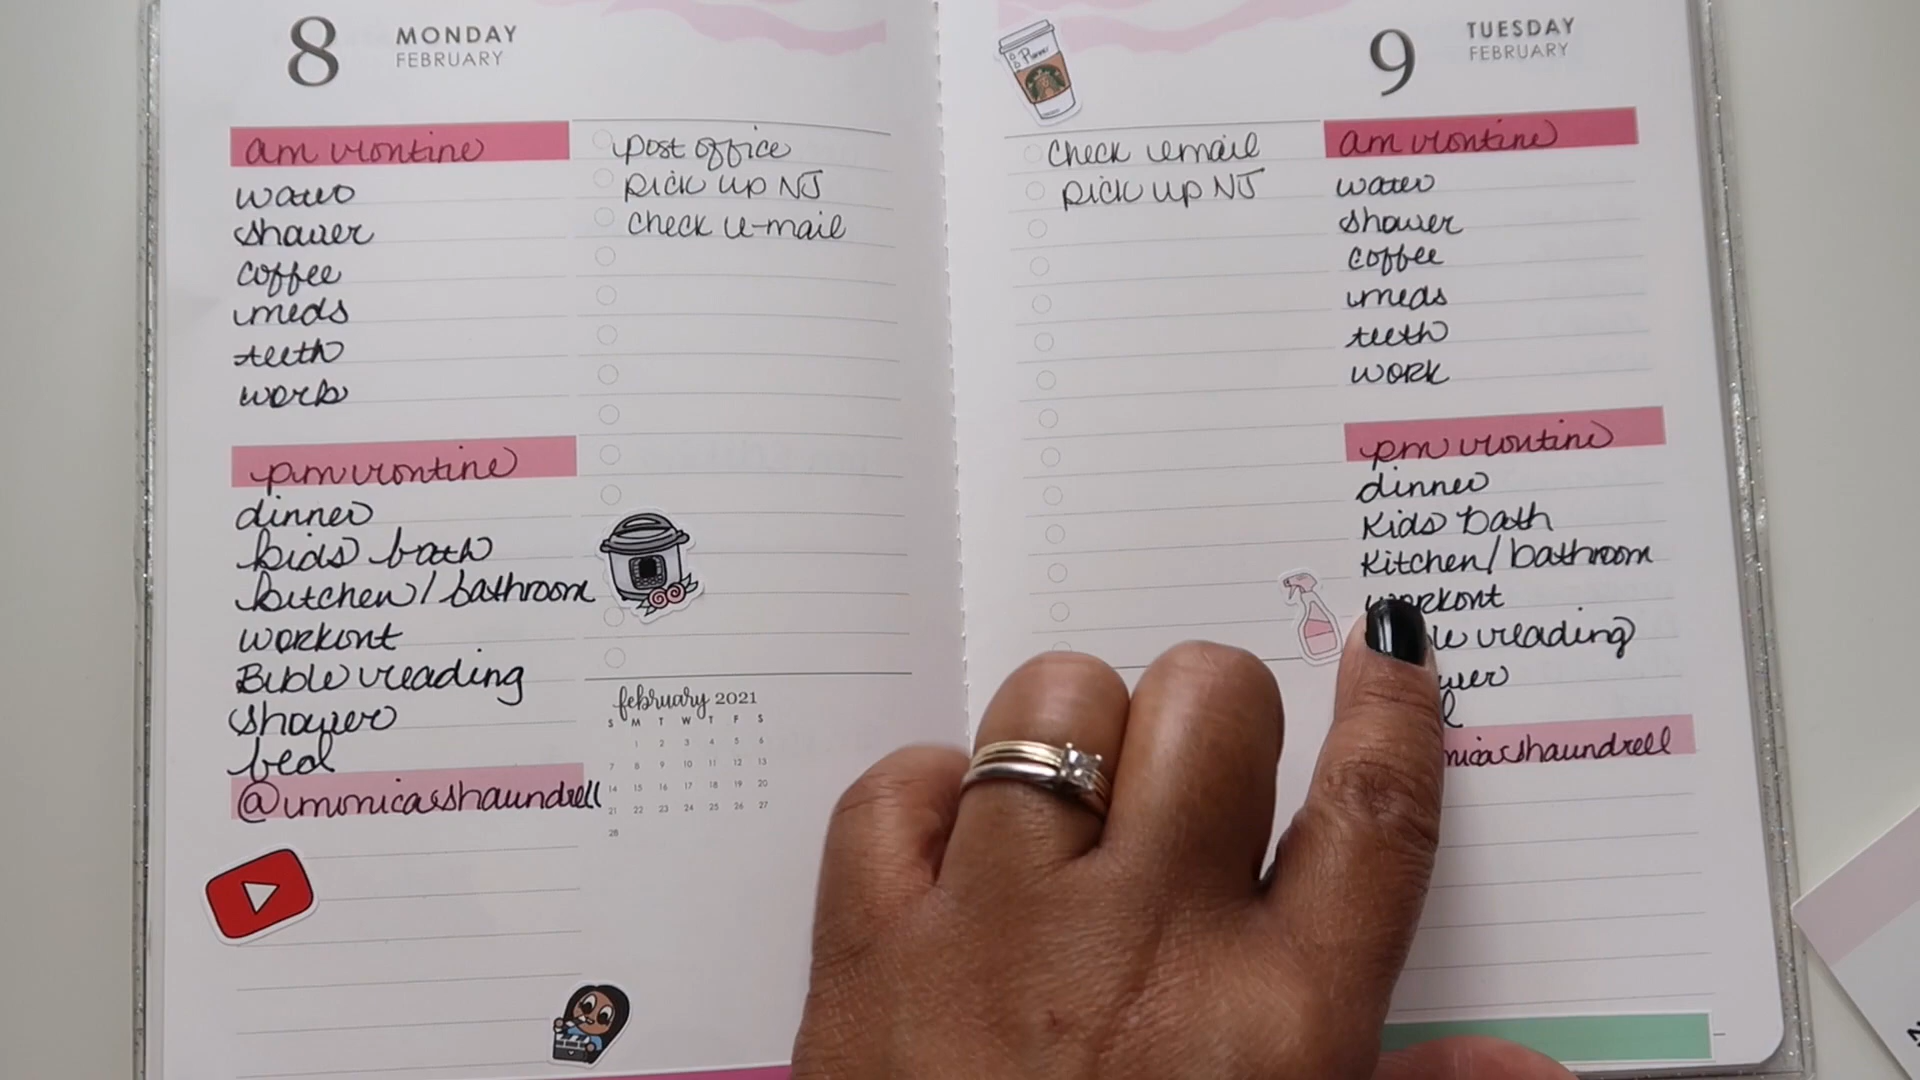 8 MONDAY
FEBRUARY
am routine
water
shower
coffee
meds
teeth
work
pm routine
dinner
kids bath
kitchen/bathroom
workout
Bible reading
shower
bed
@monicashaundrell
post office
pick up NJ
check e-mail
february 2021
S M T W T F S
1 2 3 4 5 6
7 8 9 10 11 12 13
14 15 16 17 18 19 20
21 22 23 24 25 26 27
28
Planner
9 TUESDAY
FEBRUARY
check email
pick up NJ
am routine
water
shower
coffee
meds
teeth
work
pm routine
dinner
Kids bath
Kitchen/bathroom
workout
reading
nicashaundrell